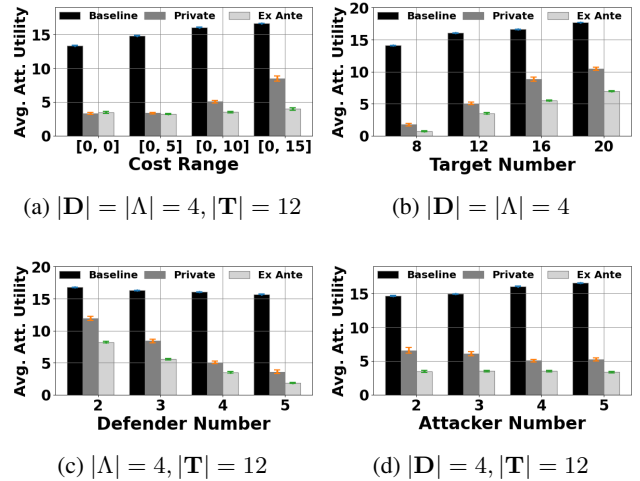 Avg. Att. Utility
Baseline Private Ex Ante
15
10
5
0
[0, 0] [0, 5] [0, 10] [0, 15]
Cost Range
(a) |D| = |Λ| = 4, |T| = 12
Avg. Att. Utility
Baseline Private Ex Ante
15
10
5
0
8 12 16 20
Target Number
(b) |D| = |Λ| = 4
Avg. Att. Utility
20
Baseline Private Ex Ante
15
10
5
0
2 3 4 5
Defender Number
(c) |Λ| = 4, |T| = 12
Avg. Att. Utility
Baseline Private Ex Ante
15
10
5
0
2 3 4 5
Attacker Number
(d) |D| = 4, |T| = 12